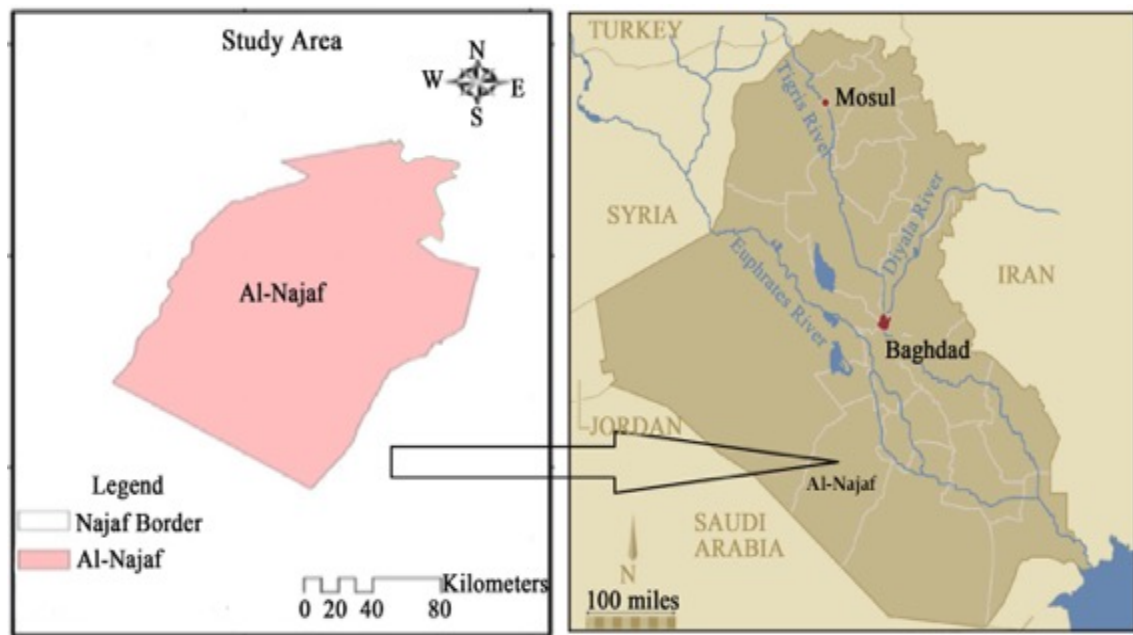 Study Area
N
W
E
S
Al-Najaf
Legend
Najaf Border
Al-Najaf
Kilometers
0 20 40 80
TURKEY
Tigris River
Mosul
SYRIA
Diyala River
Euphrates River
IRAN
Baghdad
JORDAN
Al-Najaf
SAUDI
ARABIA
N
100 miles